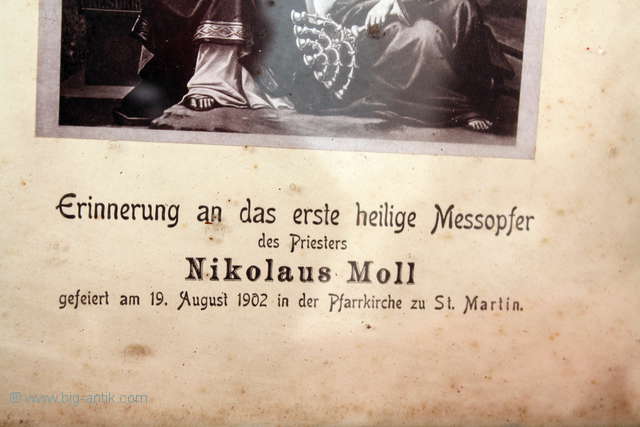 Erinnerung an das erste heilige Messopfer
des Priesters
Nikolaus Moll
gefeiert am 19. August 1902 in der Pfarrkirche zu St. Martin.
© www.big-antik.com